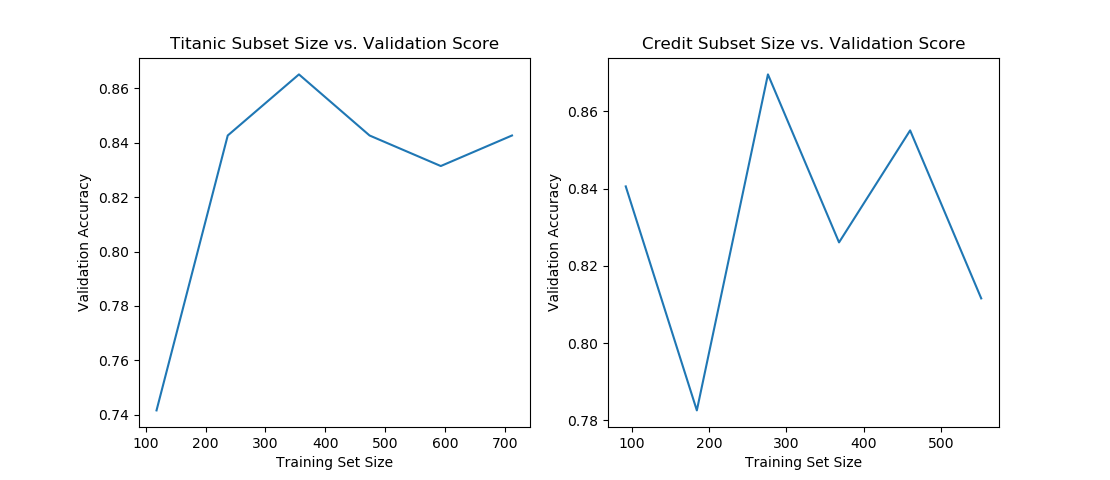 Titanic Subset Size vs. Validation Score
Validation Accuracy
0.86
0.84
0.82
0.80
0.78
0.76
0.74
100 200 300 400 500 600 700
Training Set Size
Credit Subset Size vs. Validation Score
Validation Accuracy
0.86
0.84
0.82
0.80
0.78
100 200 300 400 500
Training Set Size